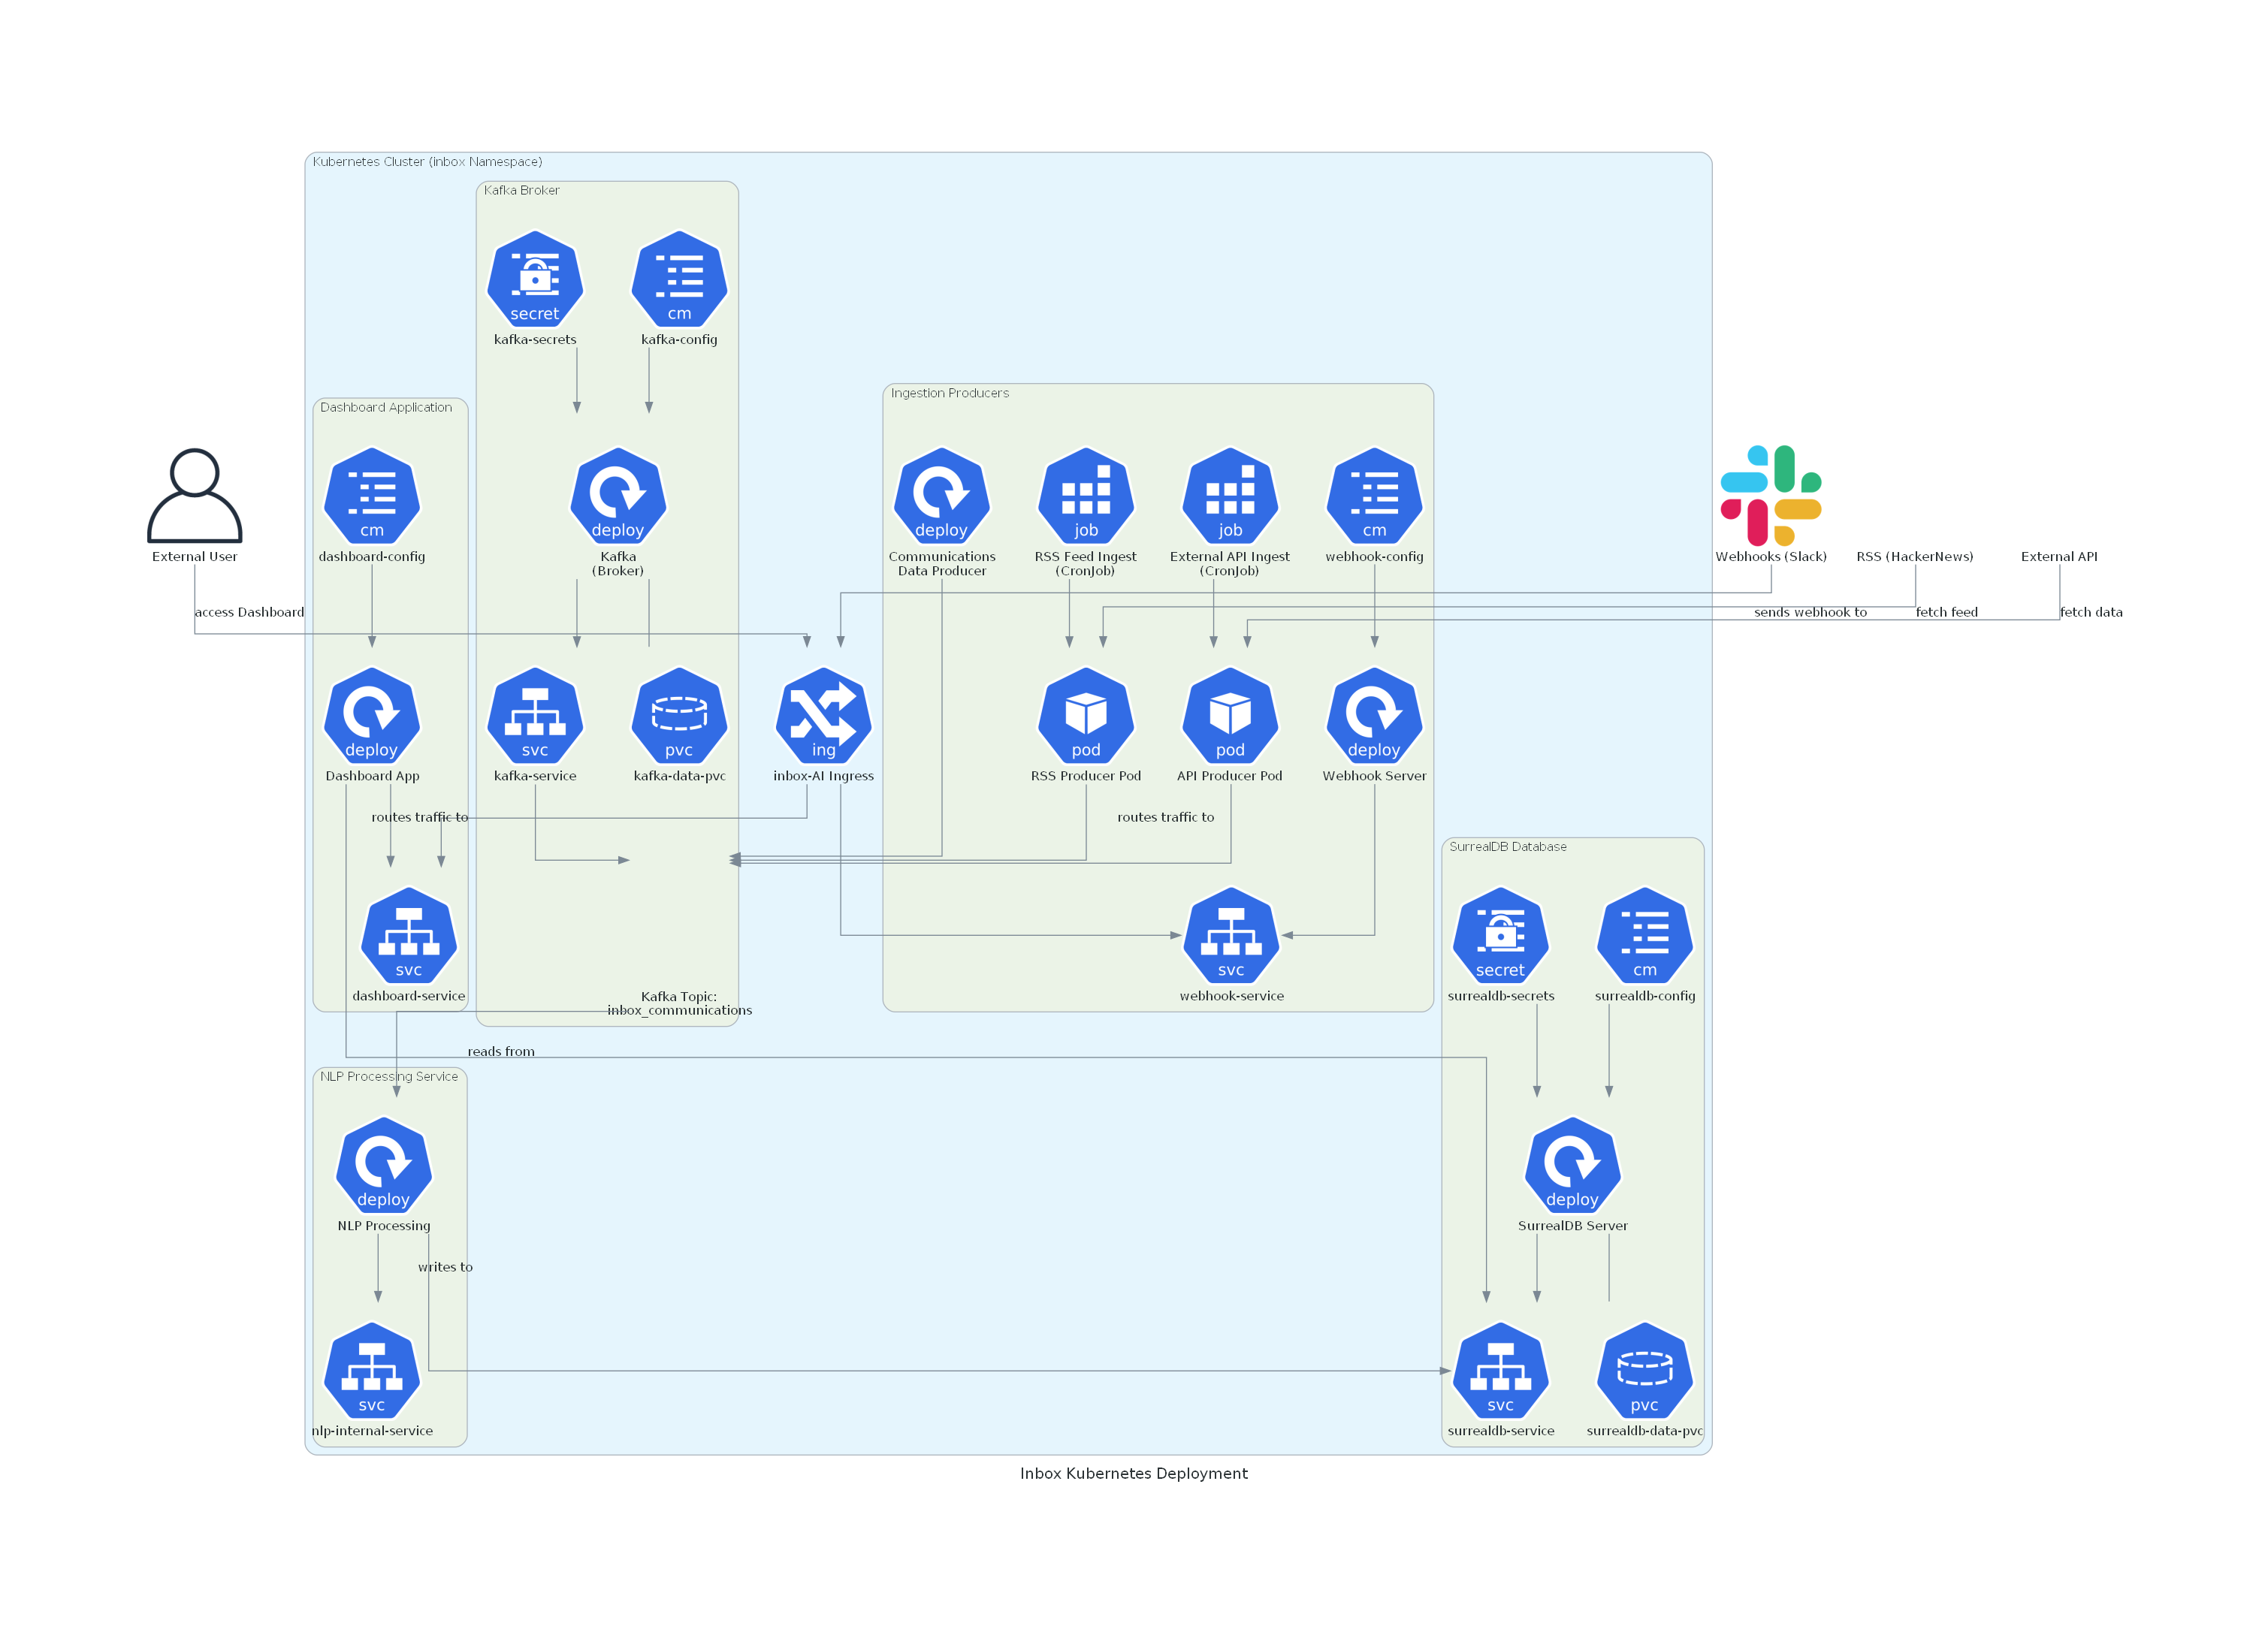 Kubernetes Cluster (inbox Namespace)
Kafka Broker
secret
kafka-secrets
cm
kafka-config
Dashboard Application
Ingestion Producers
External User
cm
dashboard-config
deploy
Kafka
(Broker)
deploy
Communications
Data Producer
job
RSS Feed Ingest
(CronJob)
job
External API Ingest
(CronJob)
cm
webhook-config
Webhooks (Slack)
RSS (HackerNews)
External API
access Dashboard
sends webhook to
fetch feed
fetch data
deploy
Dashboard App
svc
kafka-service
pvc
kafka-data-pvc
ing
inbox-AI Ingress
pod
RSS Producer Pod
pod
API Producer Pod
deploy
Webhook Server
routes traffic to
routes traffic to
SurrealDB Database
svc
dashboard-service
Kafka Topic:
inbox_communications
svc
webhook-service
secret
surrealdb-secrets
cm
surrealdb-config
reads from
NLP Processing Service
deploy
NLP Processing
deploy
SurrealDB Server
writes to
svc
nlp-internal-service
svc
surrealdb-service
pvc
surrealdb-data-pvc
Inbox Kubernetes Deployment